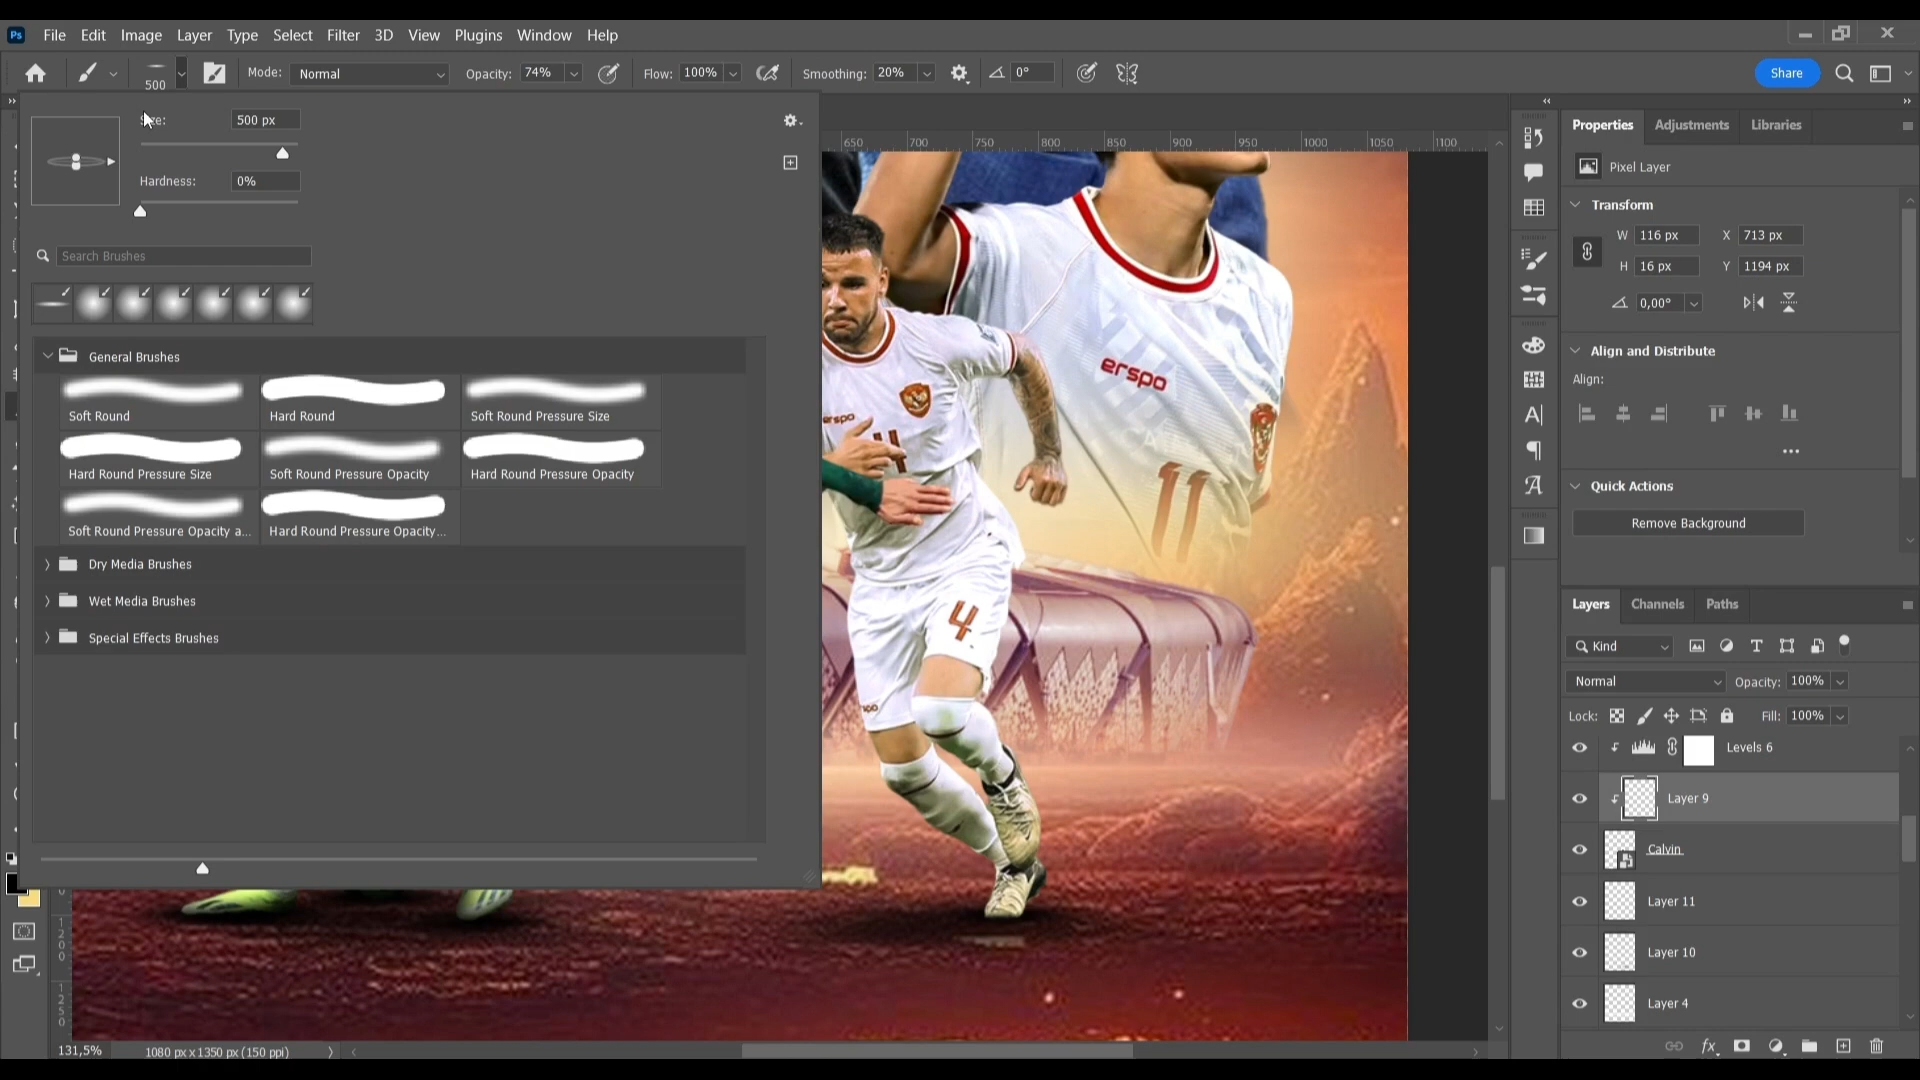 Ps File Edit Image Layer Type Select Filter 3D View Plugins Window Help
500 Mode: Normal Opacity: 74% Flow: 100% Smoothing: 20% 0° Share
Size: 500 px
Hardness: 0%
Search Brushes
General Brushes
Soft Round Hard Round Soft Round Pressure Size
Hard Round Pressure Size Soft Round Pressure Opacity Hard Round Pressure Opacity
Soft Round Pressure Opacity a... Hard Round Pressure Opacity...
Dry Media Brushes
Wet Media Brushes
Special Effects Brushes
650 700 750 800 850 900 950 1000 1050 1100
erspo
11
erspo
4
4
1200
1250
131,5% 1080 px x 1350 px (150 ppi)
Properties Adjustments Libraries
Pixel Layer
Transform
W 116 px X 713 px
H 16 px Y 1194 px
0,00°
Align and Distribute
Align:
Quick Actions
Remove Background
Layers Channels Paths
Kind
Normal Opacity: 100%
Lock: Fill: 100%
Levels 6
Layer 9
Calvin
Layer 11
Layer 10
Layer 4